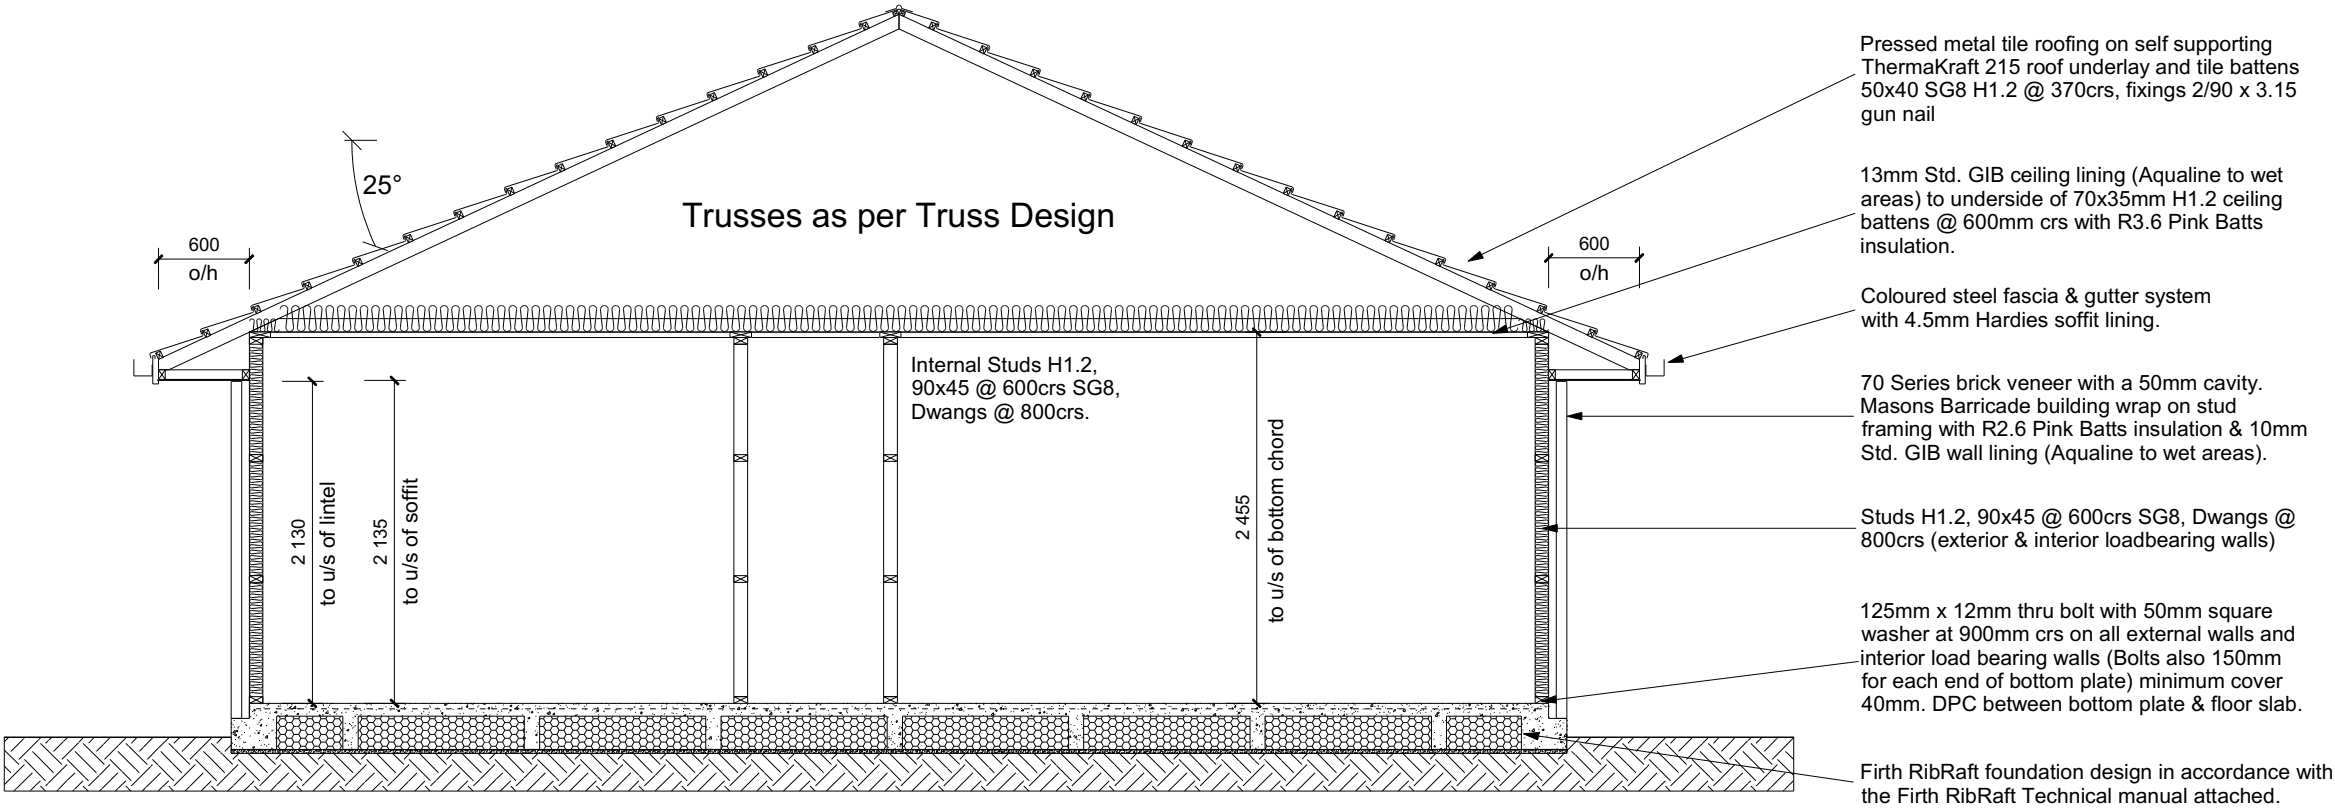 Pressed metal tile roofing on self supporting
ThermaKraft 215 roof underlay and tile battens
50x40 SG8 H1.2 @ 370crs, fixings 2/90 x 3.15
gun nail
13mm Std. GIB ceiling lining (Aqualine to wet
areas) to underside of 70x35mm H1.2 ceiling
battens @ 600mm crs with R3.6 Pink Batts
insulation.
25°
Trusses as per Truss Design
600
o/h
600
o/h
Coloured steel fascia & gutter system
with 4.5mm Hardies soffit lining.
Internal Studs H1.2,
90x45 @ 600crs SG8,
Dwangs @ 800crs.
70 Series brick veneer with a 50mm cavity.
Masons Barricade building wrap on stud
framing with R2.6 Pink Batts insulation & 10mm
Std. GIB wall lining (Aqualine to wet areas).
2 130
to u/s of lintel
2 135
to u/s of soffit
2 455
to u/s of bottom chord
Studs H1.2, 90x45 @ 600crs SG8, Dwangs @
800crs (exterior & interior loadbearing walls)
125mm x 12mm thru bolt with 50mm square
washer at 900mm crs on all external walls and
interior load bearing walls (Bolts also 150mm
for each end of bottom plate) minimum cover
40mm. DPC between bottom plate & floor slab.
Firth RibRaft foundation design in accordance with
the Firth RibRaft Technical manual attached.